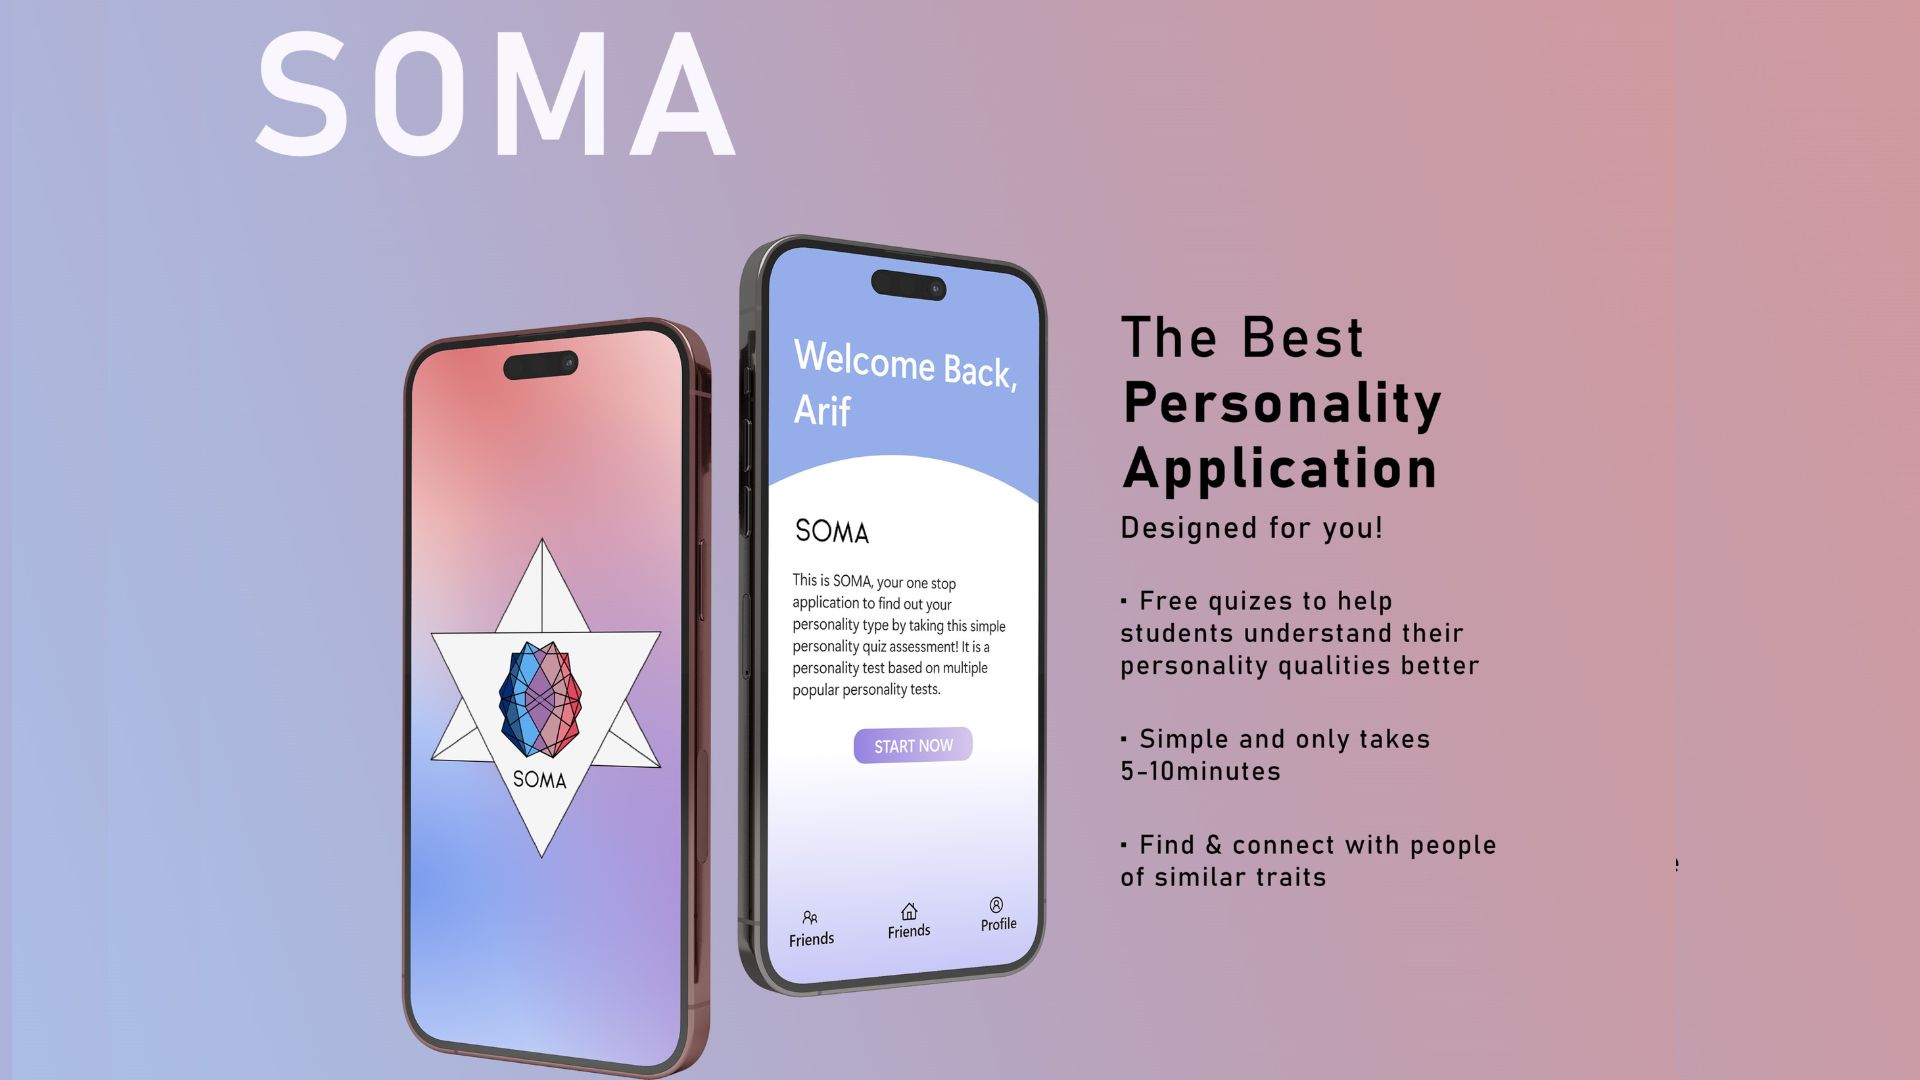 SOMA
SOMA
Welcome Back,
Arif
SOMA
This is SOMA, your one stop
application to find out your
personality type by taking this simple
personality quiz assessment! It is a
personality test based on multiple
popular personality tests.
START NOW
Friends
Friends
Profile
The Best
Personality
Application
Designed for you!
· Free quizes to help
students understand their
personality qualities better
· Simple and only takes
5-10minutes
· Find & connect with people
of similar traits